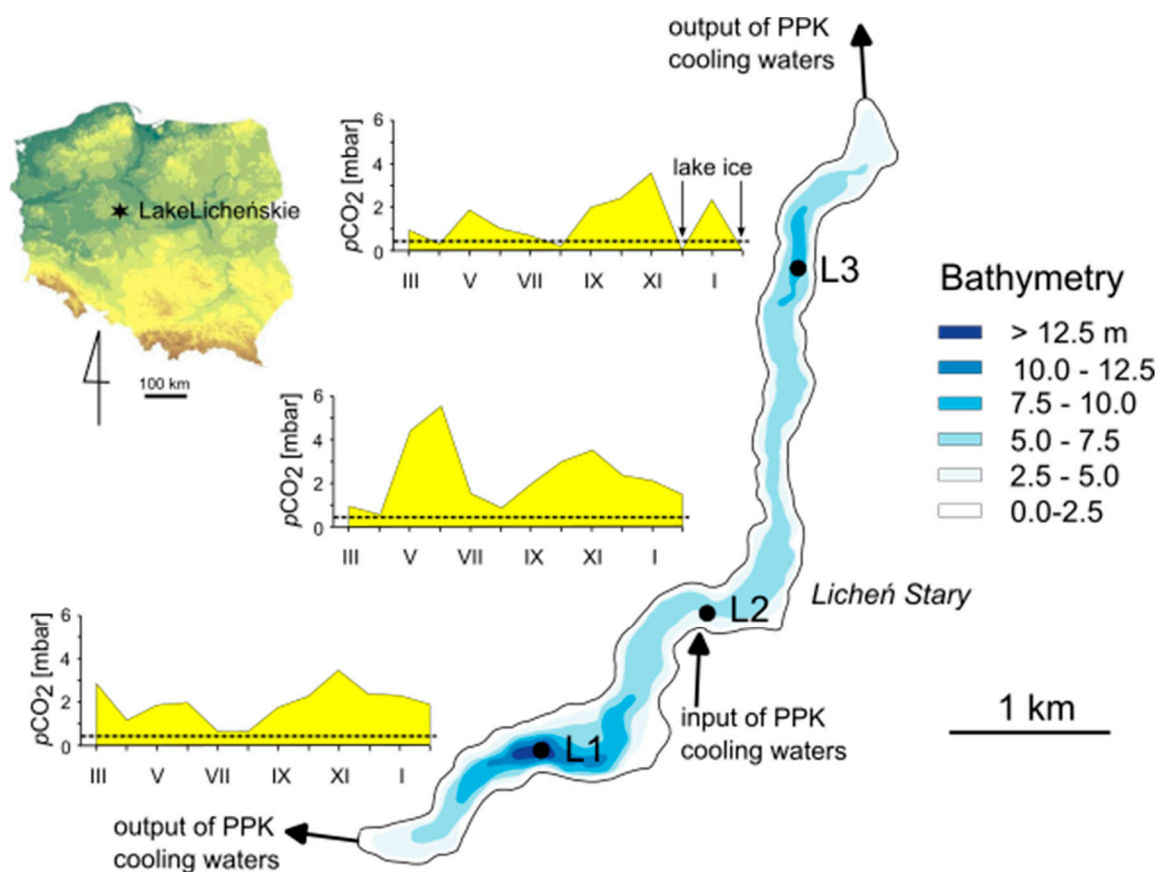 output of PPK
cooling waters
LakeLicheńskie
100 km
pCO2 [mbar]
6
4
2
0
lake ice
III V VII IX XI I
L3
Bathymetry
> 12.5 m
10.0 - 12.5
7.5 - 10.0
5.0 - 7.5
2.5 - 5.0
0.0-2.5
pCO2 [mbar]
6
4
2
0
III V VII IX XI I
Licheń Stary
L2
1 km
input of PPK
cooling waters
pCO2 [mbar]
6
4
2
0
III V VII IX XI I
L1
output of PPK
cooling waters